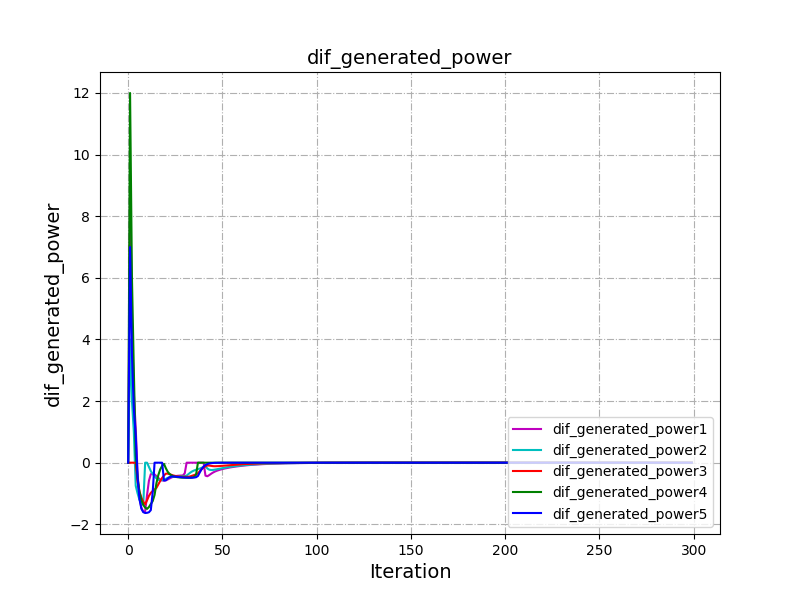 dif_generated_power
12
10
8
6
4
2
0
−2
dif_generated_power
0
50
100
150
200
250
300
Iteration
dif_generated_power1
dif_generated_power2
dif_generated_power3
dif_generated_power4
dif_generated_power5